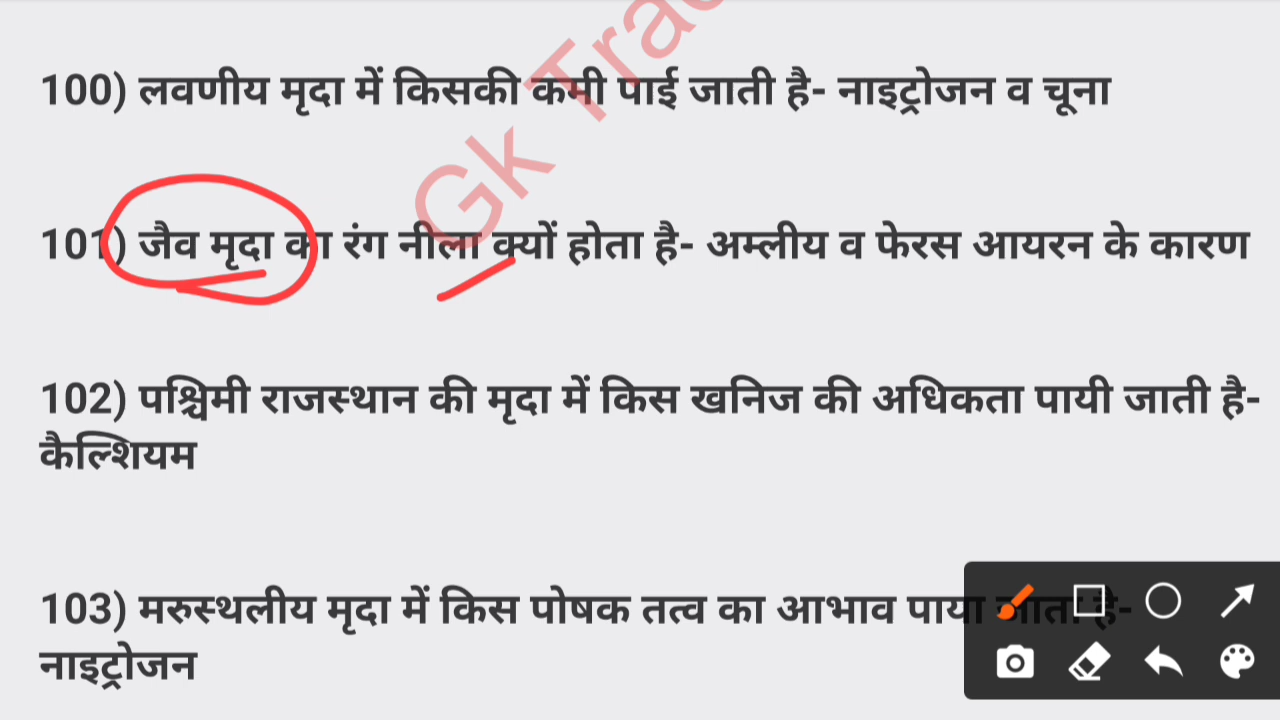 100) लवणीय मृदा में किसकी कमी पाई जाती है- नाइट्रोजन व चूना
101) जैव मृदा का रंग नीला क्यों होता है- अम्लीय व फेरस आयरन के कारण
102) पश्चिमी राजस्थान की मृदा में किस खनिज की अधिकता पायी जाती है-
कैल्शियम
103) मरुस्थलीय मृदा में किस पोषक तत्व का आभाव पाया जाता है-
नाइट्रोजन
Gk